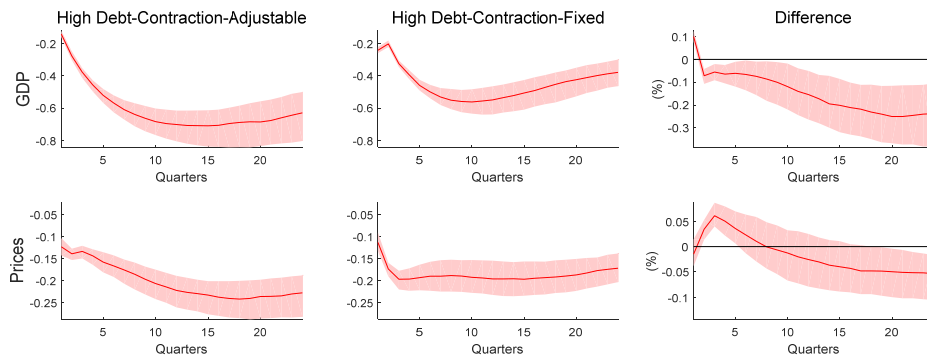 High Debt-Contraction-Adjustable
High Debt-Contraction-Fixed
Difference
GDP
-0.2
-0.4
-0.6
-0.8
5 10 15 20
Quarters
-0.2
-0.4
-0.6
-0.8
5 10 15 20
Quarters
(%)
0.1
0
-0.1
-0.2
-0.3
5 10 15 20
Quarters
Prices
-0.05
-0.1
-0.15
-0.2
-0.25
5 10 15 20
Quarters
-0.05
-0.1
-0.15
-0.2
-0.25
5 10 15 20
Quarters
(%)
0.05
0
-0.05
-0.1
5 10 15 20
Quarters